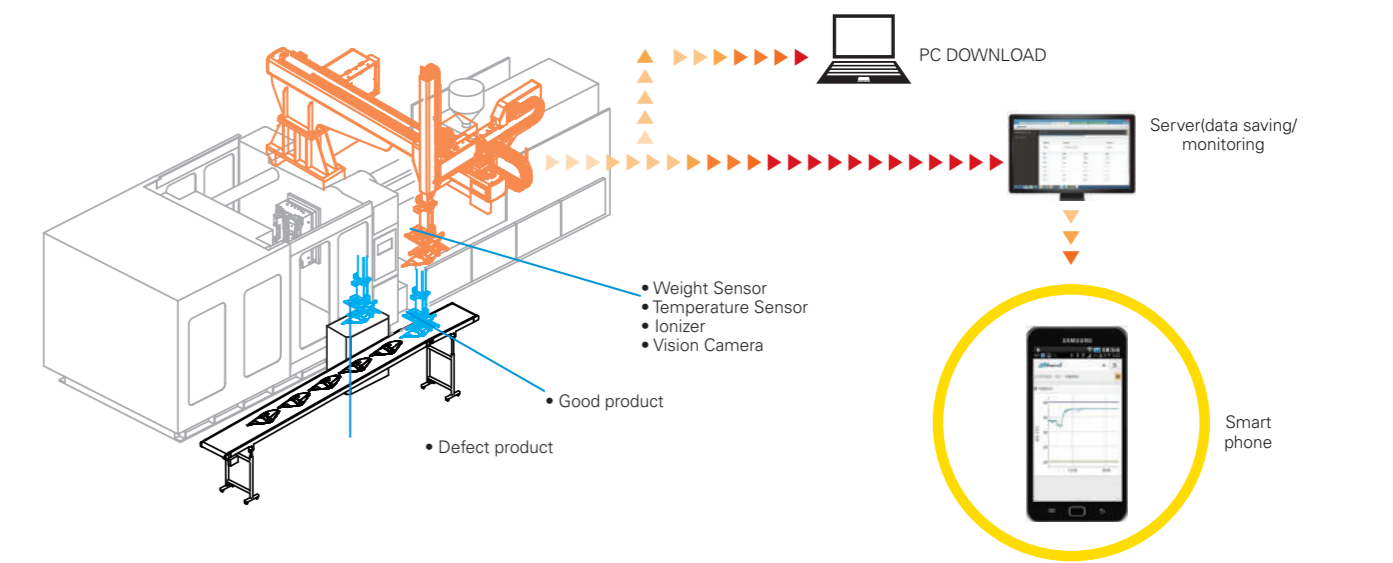 PC DOWNLOAD
Server(data saving/
monitoring
• Weight Sensor
• Temperature Sensor
• Ionizer
• Vision Camera
• Good product
• Defect product
SAMSUNG
Smart
phone